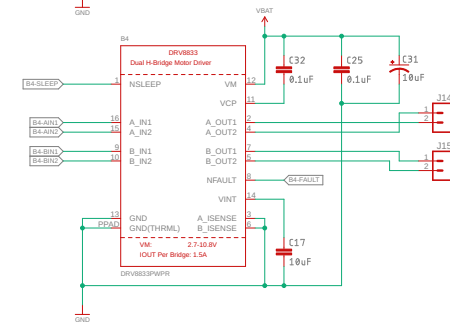 GND
VBAT
B4
DRV8833
Dual H-Bridge Motor Driver
C32
0.1uF
C25
0.1uF
C31
10uF
B4-SLEEP
1
NSLEEP
VM
12
VCP
11
J14
B4-AIN1
16
A_IN1
A_OUT1
2
1
B4-AIN2
15
A_IN2
A_OUT2
4
2
J15
B4-BIN1
9
B_IN1
B_OUT1
7
1
B4-BIN2
10
B_IN2
B_OUT2
5
2
NFAULT
8
B4-FAULT
VINT
14
13
GND
A_ISENSE
3
PPAD
GND(THRML)
B_ISENSE
6
C17
10uF
VM:
2.7-10.8V
IOUT Per Bridge: 1.5A
DRV8833PWPR
GND